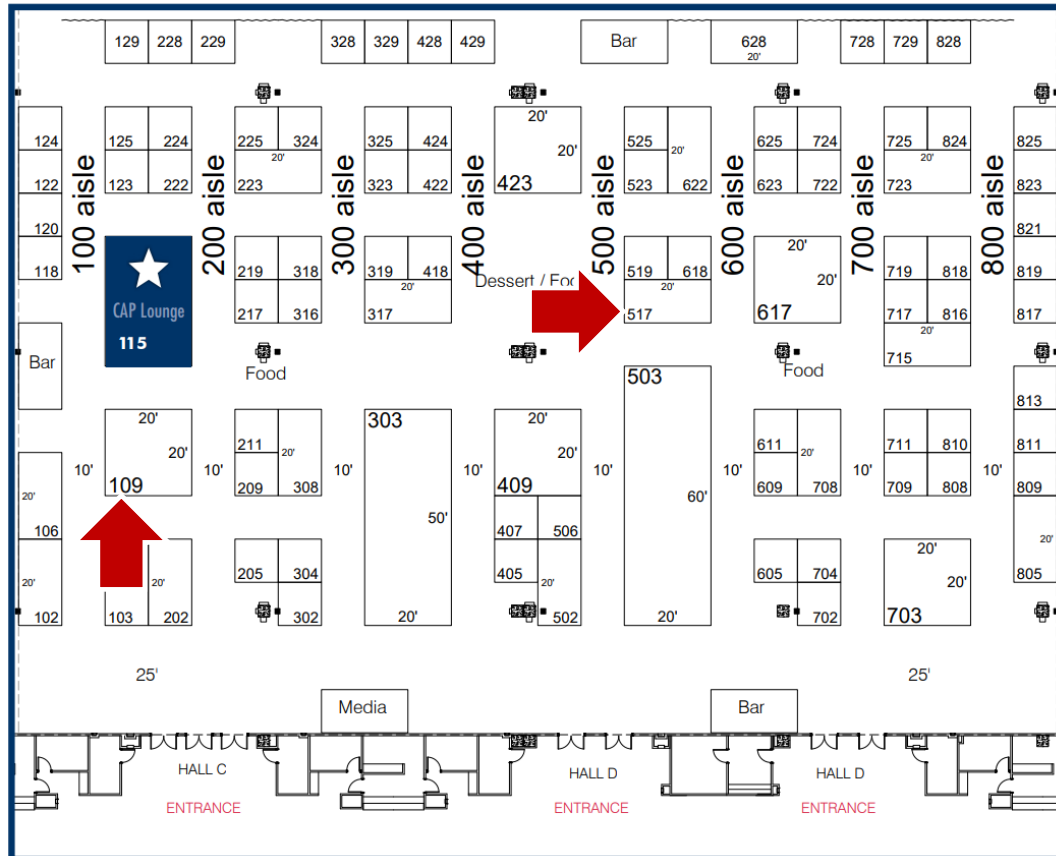 129 228 229 328 329 428 429 Bar 628 728 729 828
20'
124 125 224 225 324 325 424 20' 525 625 724 725 824 825
20' 20' 20' 20'
122 123 222 223 323 422 423 523 622 623 722 723 823
100 aisle 200 aisle 300 aisle 400 aisle 500 aisle 600 aisle 700 aisle 800 aisle
120 821
118 219 318 319 418 519 618 20' 719 818 819
Dessert /
20' 20' 20' 20'
CAP Lounge 217 316 317 517 617 717 816 817
115
20'
Bar 715
Food 503 Food
813
20' 303 20'
20' 211 20' 20' 611 20' 711 810 811
10' 109 10' 209 308 10' 10' 409 10' 10' 609 708 10' 709 808 10' 809
20'
50' 60'
106 407 506
20'
20' 20' 205 304 405 20' 605 704 20' 20' 805
102 103 202 302 20' 502 20' 702 703
25' 25'
Media Bar
HALL C HALL D HALL D
ENTRANCE ENTRANCE ENTRANCE